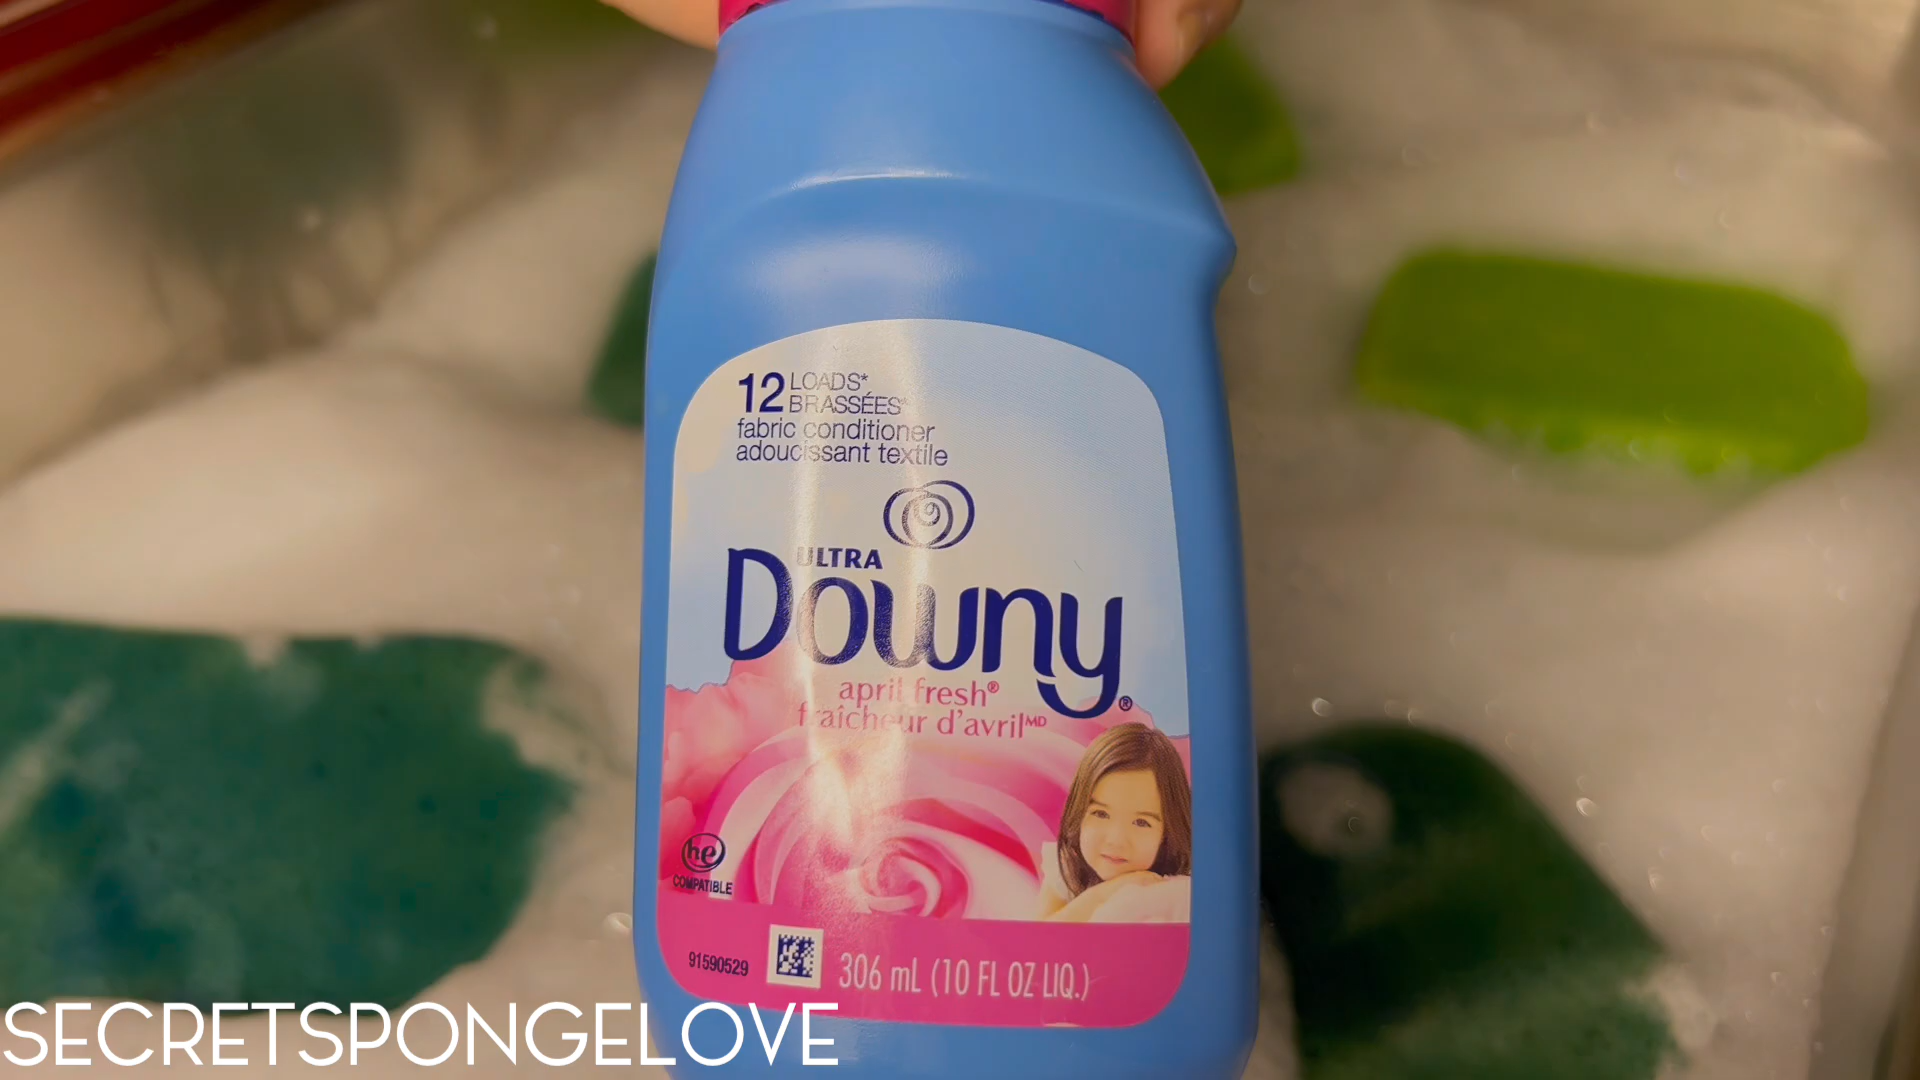 12 LOADS*
BRASSÉES*
fabric conditioner
adoucissant textile
ULTRA
Downy®
april fresh®
fraîcheur d'avril MD
he
COMPATIBLE
91590529
306 mL (10 FL OZ LIQ.)
SECRETSPONGELOVE